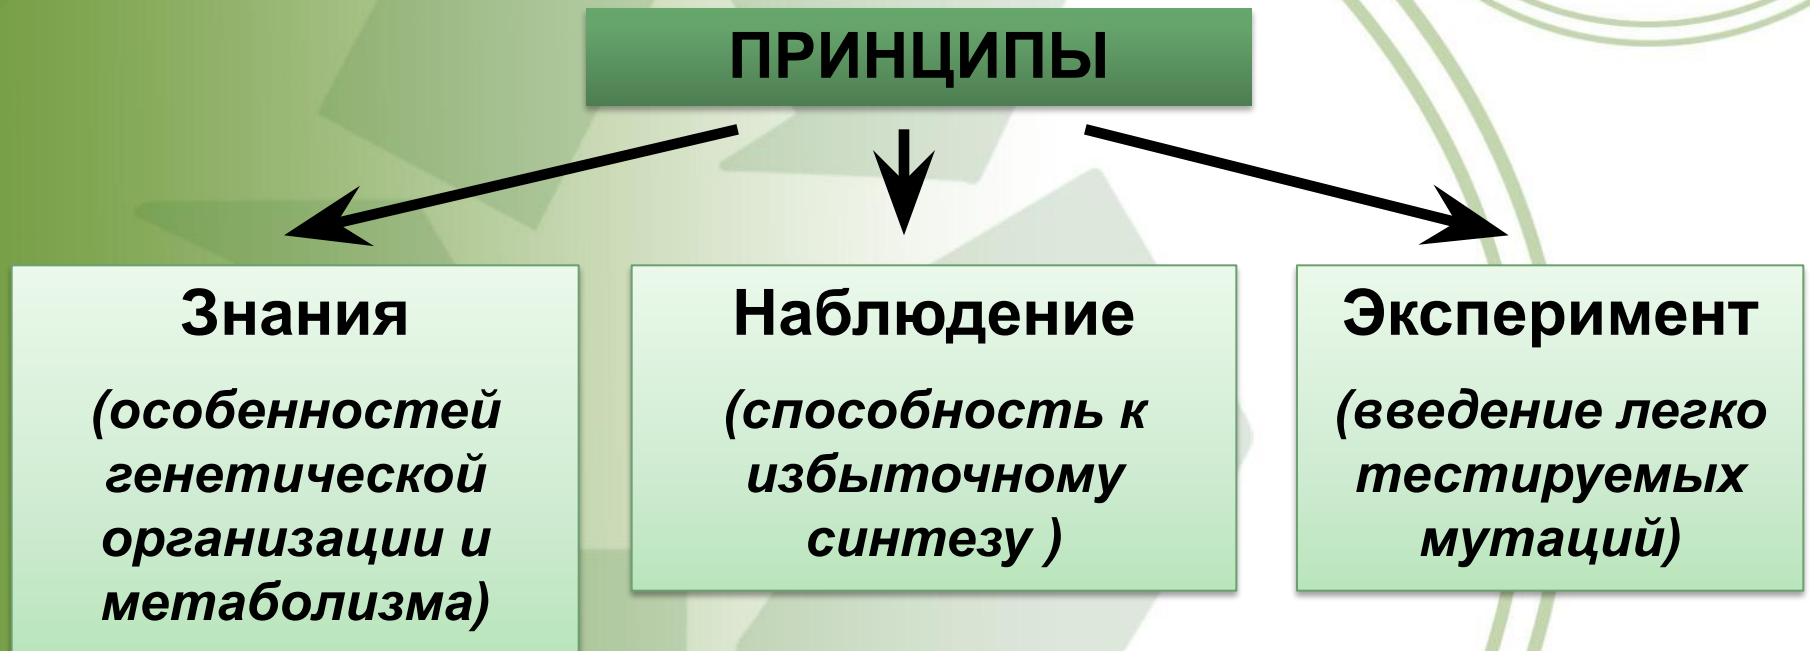 ПРИНЦИПЫ
Знания
(особенностей
генетической
организации и
метаболизма)
Наблюдение
(способность к
избыточному
синтезу )
Эксперимент
(введение легко
тестируемых
мутаций)